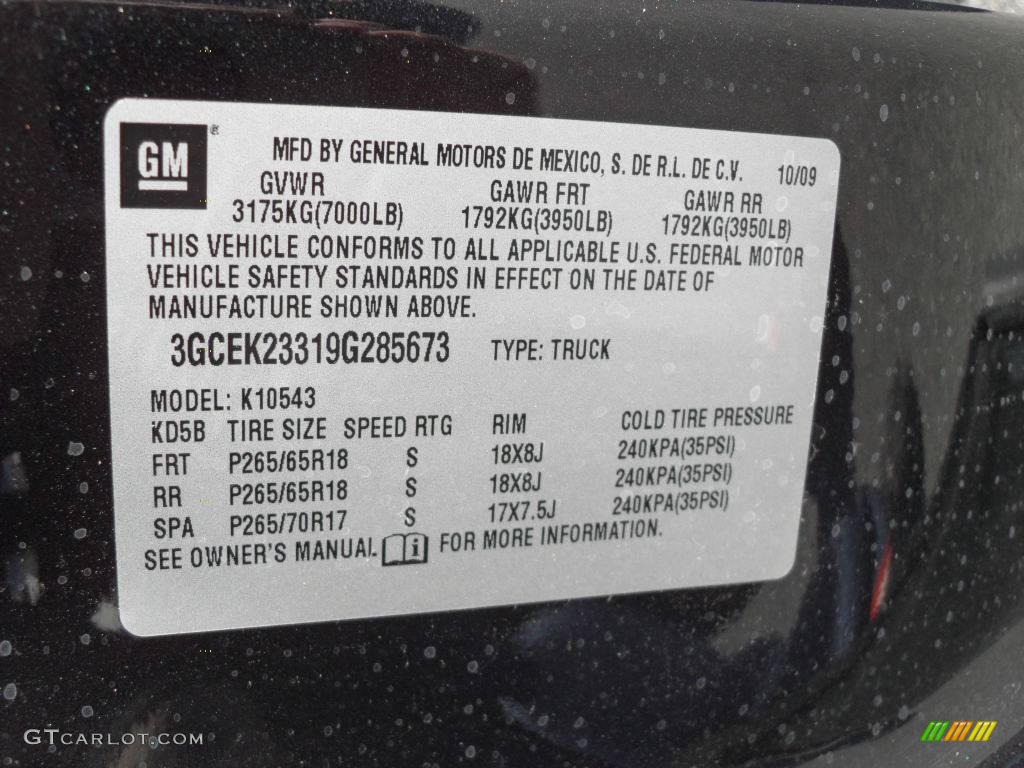 GM ®
MFD BY GENERAL MOTORS DE MEXICO, S. DE R.L. DE C.V. 10/09
GVWR GAWR FRT GAWR RR
3175KG(7000LB) 1792KG(3950LB) 1792KG(3950LB)
THIS VEHICLE CONFORMS TO ALL APPLICABLE U.S. FEDERAL MOTOR
VEHICLE SAFETY STANDARDS IN EFFECT ON THE DATE OF
MANUFACTURE SHOWN ABOVE.
3GCEK23319G285673 TYPE: TRUCK
MODEL: K10543
KD5B TIRE SIZE SPEED RTG RIM COLD TIRE PRESSURE
FRT P265/65R18 S 18X8J 240KPA(35PSI)
RR P265/65R18 S 18X8J 240KPA(35PSI)
SPA P265/70R17 S 17X7.5J 240KPA(35PSI)
SEE OWNER'S MANUAL i FOR MORE INFORMATION.
GTCARLOT.COM